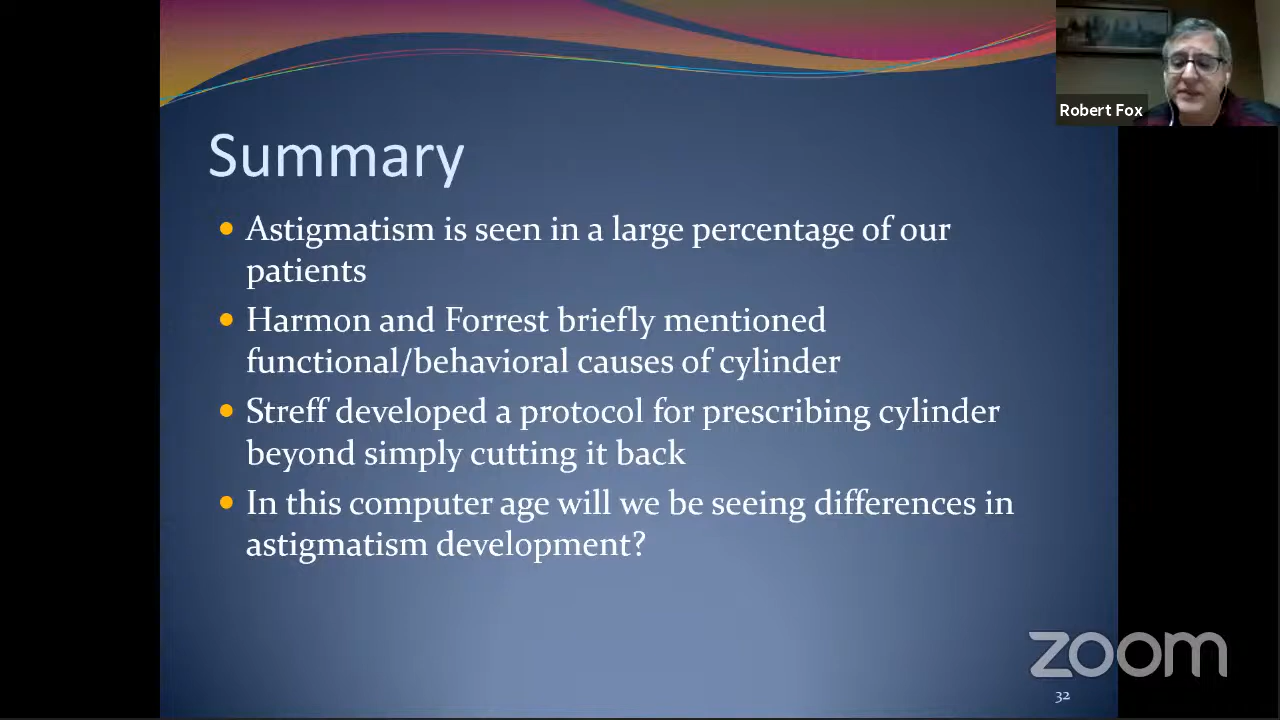 Robert Fox
Summary
Astigmatism is seen in a large percentage of our
patients
Harmon and Forrest briefly mentioned
functional/behavioral causes of cylinder
Streff developed a protocol for prescribing cylinder
beyond simply cutting it back
In this computer age will we be seeing differences in
astigmatism development?
zoom
32